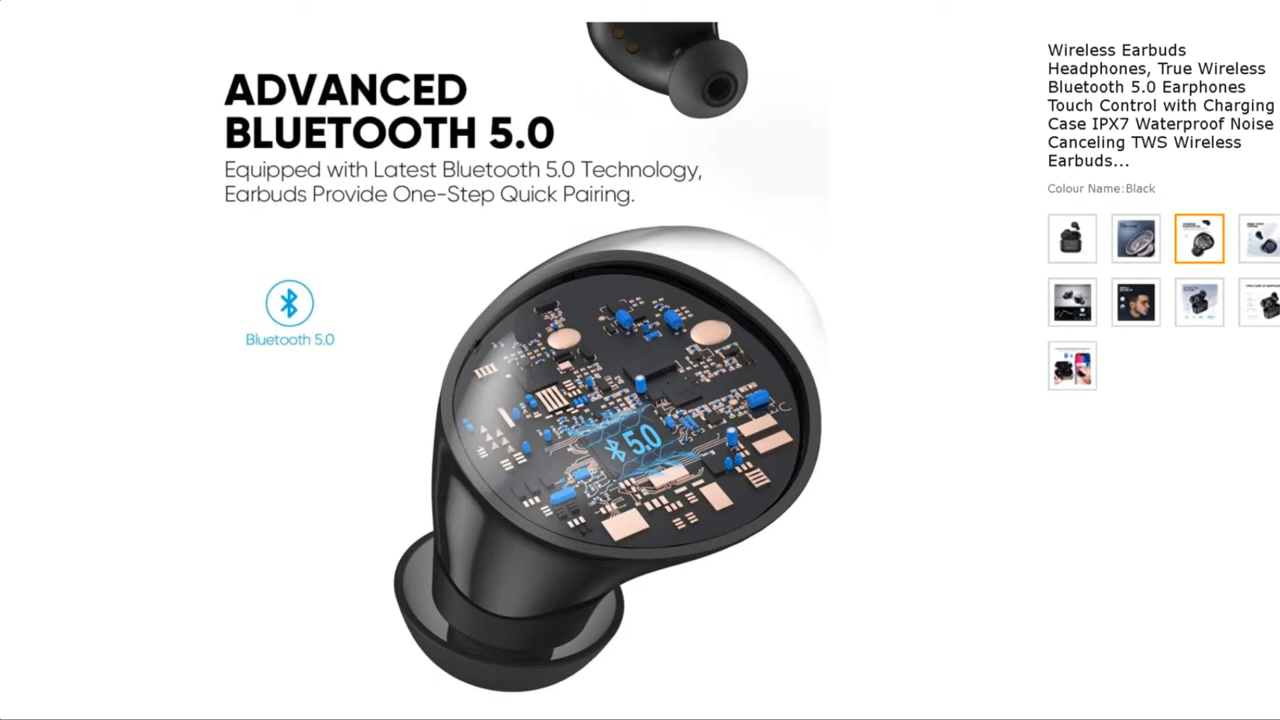 ADVANCED
BLUETOOTH 5.0
Equipped with Latest Bluetooth 5.0 Technology,
Earbuds Provide One-Step Quick Pairing.
Bluetooth 5.0
5.0
Wireless Earbuds
Headphones, True Wireless
Bluetooth 5.0 Earphones
Touch Control with Charging
Case IPX7 Waterproof Noise
Canceling TWS Wireless
Earbuds...
Colour Name:Black